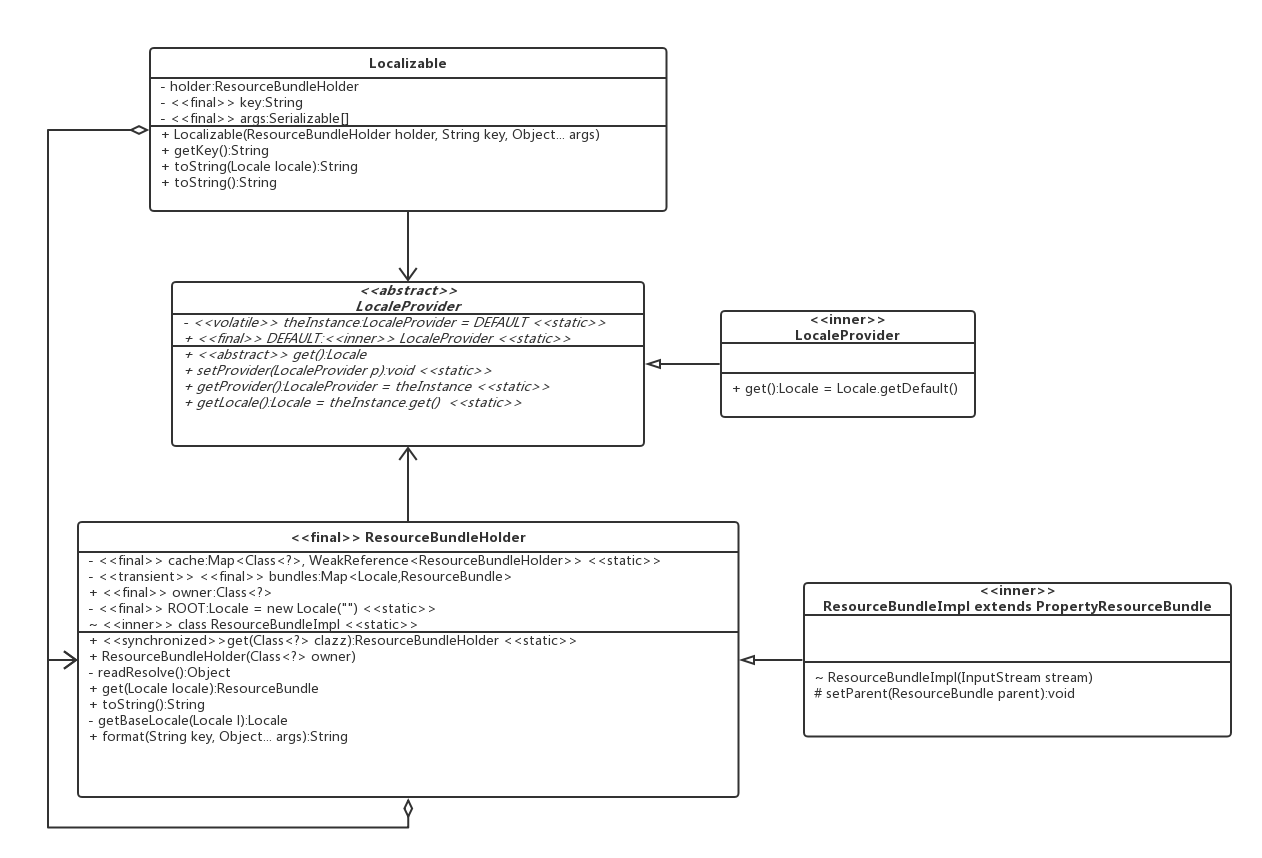 Localizable
- holder:ResourceBundleHolder
- <<final>> key:String
- <<final>> args:Serializable[]
+ Localizable(ResourceBundleHolder holder, String key, Object... args)
+ getKey():String
+ toString(Locale locale):String
+ toString():String
<<abstract>>
LocaleProvider
- <<volatile>> theInstance:LocaleProvider = DEFAULT <<static>>
+ <<final>> DEFAULT:<<inner>> LocaleProvider <<static>>
+ <<abstract>> get():Locale
+ setProvider(LocaleProvider p):void <<static>>
+ getProvider():LocaleProvider = theInstance <<static>>
+ getLocale():Locale = theInstance.get() <<static>>
<<inner>>
LocaleProvider
+ get():Locale = Locale.getDefault()
<<final>> ResourceBundleHolder
- <<final>> cache:Map<Class<?>, WeakReference<ResourceBundleHolder>> <<static>>
- <<transient>> <<final>> bundles:Map<Locale,ResourceBundle>
+ <<final>> owner:Class<?>
- <<final>> ROOT:Locale = new Locale("") <<static>>
~ <<inner>> class ResourceBundleImpl <<static>>
+ <<synchronized>>get(Class<?> clazz):ResourceBundleHolder <<static>>
+ ResourceBundleHolder(Class<?> owner)
- readResolve():Object
+ get(Locale locale):ResourceBundle
+ toString():String
- getBaseLocale(Locale l):Locale
+ format(String key, Object... args):String
<<inner>>
ResourceBundleImpl extends PropertyResourceBundle
~ ResourceBundleImpl(InputStream stream)
# setParent(ResourceBundle parent):void